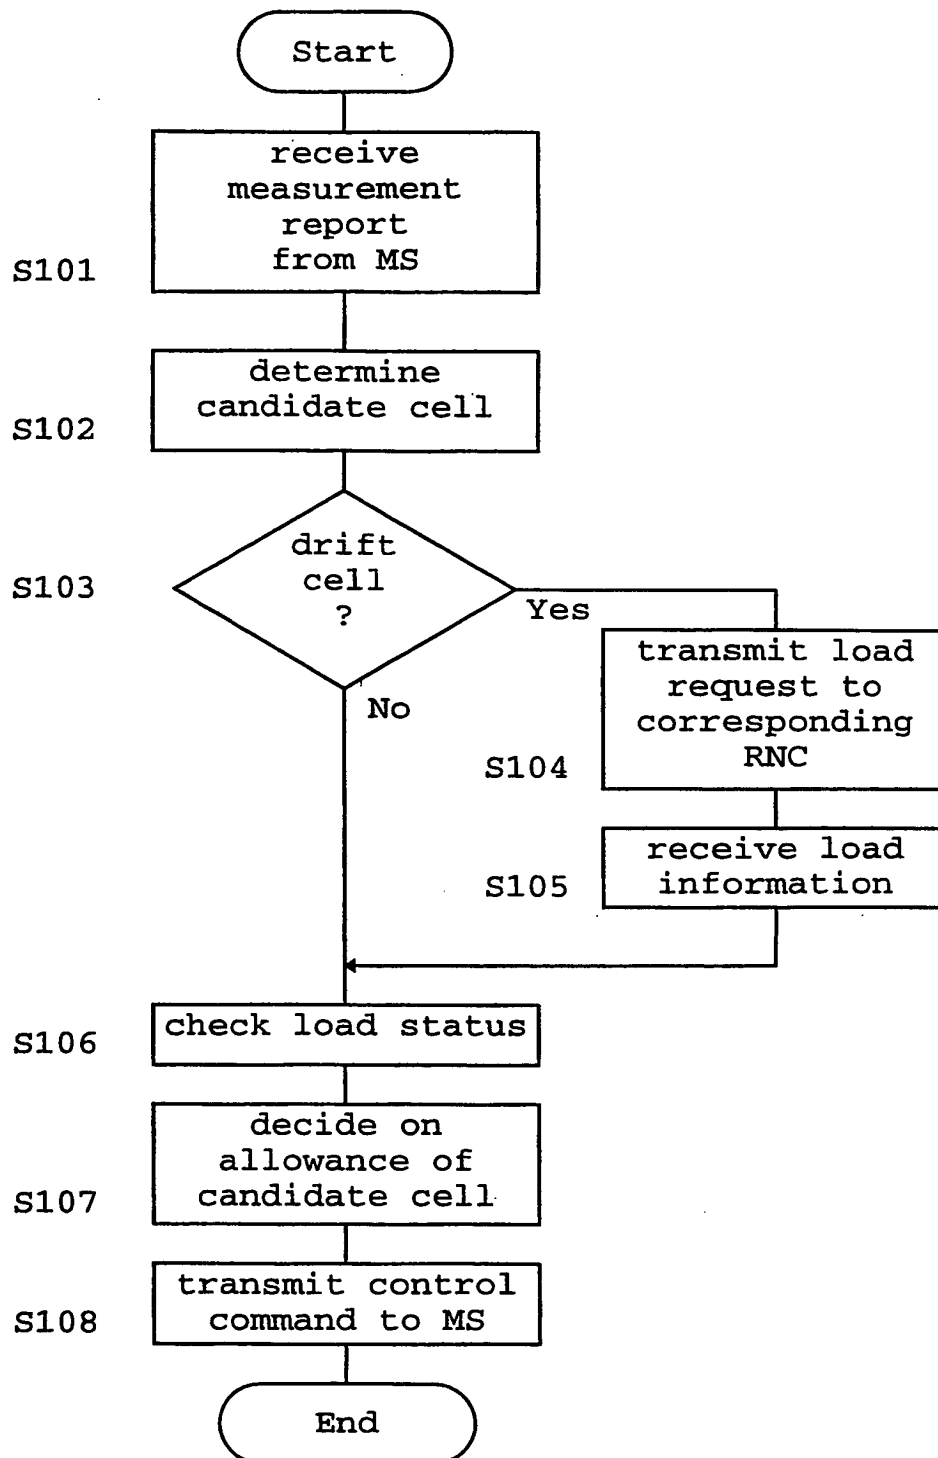 Start
receive
measurement
report
from MS
S101
determine
candidate cell
S102
drift
cell
?
S103
Yes
No
transmit load
request to
corresponding
RNC
S104
receive load
information
S105
check load status
S106
decide on
allowance of
candidate cell
S107
transmit control
command to MS
S108
End